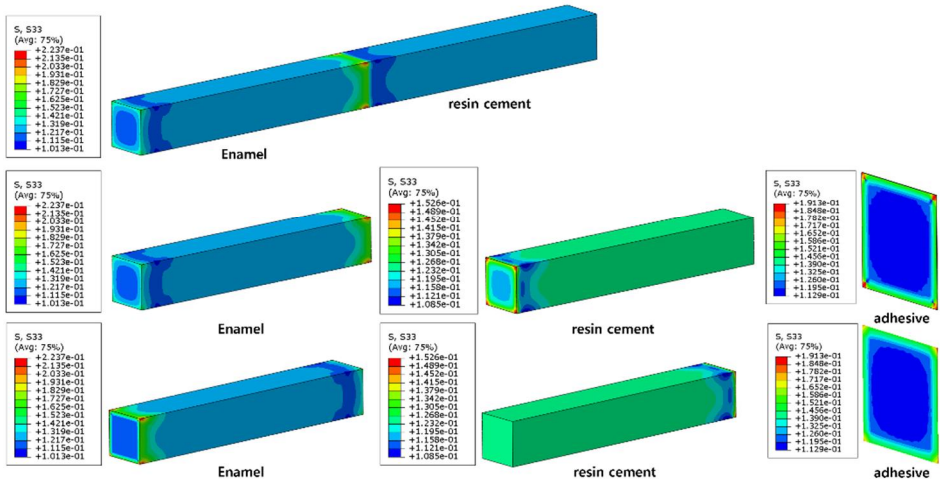 S, S33
(Avg: 75%)
+2.237e-01
+2.135e-01
+2.033e-01
+1.931e-01
+1.829e-01
+1.727e-01
+1.625e-01
+1.523e-01
+1.421e-01
+1.319e-01
+1.217e-01
+1.115e-01
+1.013e-01
resin cement
Enamel
S, S33
(Avg: 75%)
+2.237e-01
+2.135e-01
+2.033e-01
+1.931e-01
+1.829e-01
+1.727e-01
+1.625e-01
+1.523e-01
+1.421e-01
+1.319e-01
+1.217e-01
+1.115e-01
+1.013e-01
Enamel
S, S33
(Avg: 75%)
+1.526e-01
+1.489e-01
+1.452e-01
+1.415e-01
+1.379e-01
+1.342e-01
+1.305e-01
+1.268e-01
+1.232e-01
+1.195e-01
+1.158e-01
+1.121e-01
+1.085e-01
resin cement
S, S33
(Avg: 75%)
+1.913e-01
+1.848e-01
+1.782e-01
+1.717e-01
+1.652e-01
+1.586e-01
+1.521e-01
+1.456e-01
+1.390e-01
+1.325e-01
+1.260e-01
+1.195e-01
+1.129e-01
adhesive
S, S33
(Avg: 75%)
+2.237e-01
+2.135e-01
+2.033e-01
+1.931e-01
+1.829e-01
+1.727e-01
+1.625e-01
+1.523e-01
+1.421e-01
+1.319e-01
+1.217e-01
+1.115e-01
+1.013e-01
Enamel
S, S33
(Avg: 75%)
+1.526e-01
+1.489e-01
+1.452e-01
+1.415e-01
+1.379e-01
+1.342e-01
+1.305e-01
+1.268e-01
+1.232e-01
+1.195e-01
+1.158e-01
+1.121e-01
+1.085e-01
resin cement
S, S33
(Avg: 75%)
+1.913e-01
+1.848e-01
+1.782e-01
+1.717e-01
+1.652e-01
+1.586e-01
+1.521e-01
+1.456e-01
+1.390e-01
+1.325e-01
+1.260e-01
+1.195e-01
+1.129e-01
adhesive